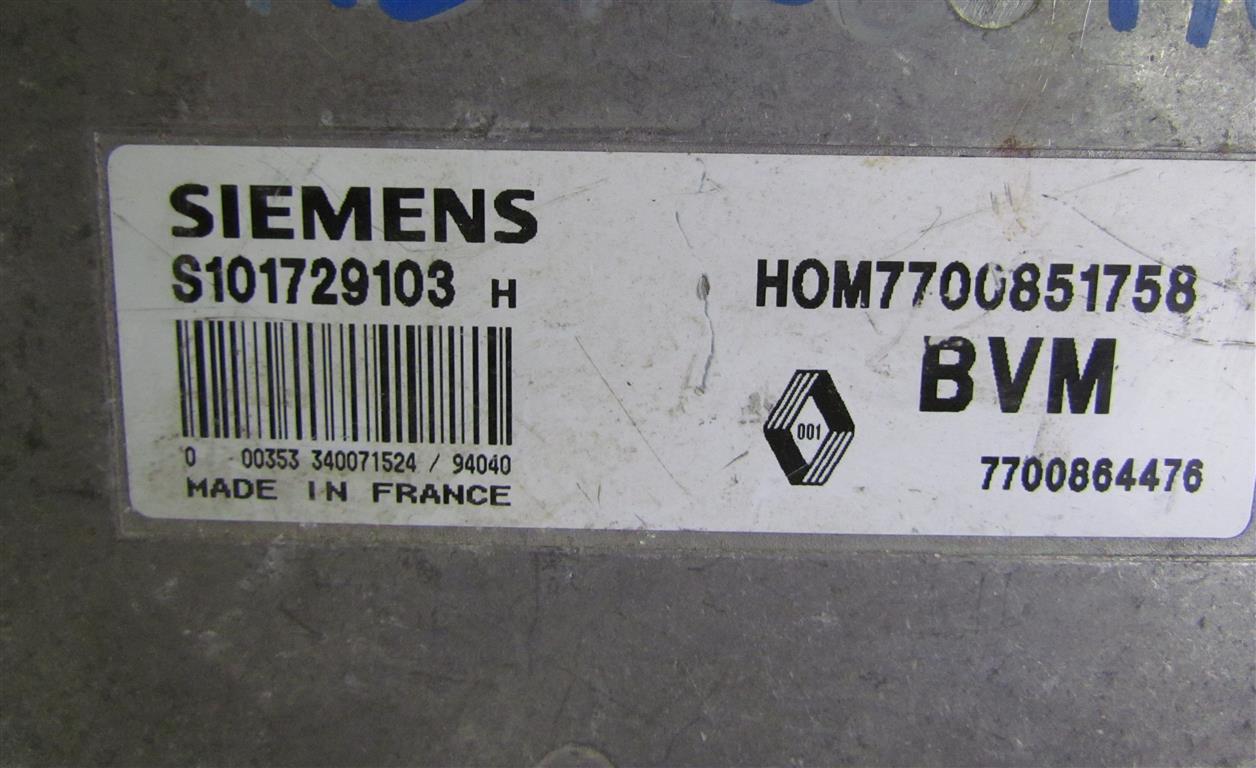 SIEMENS
S101729103 H
0 00353 340071524 / 94040
MADE IN FRANCE
HOM7700851758
BVM
001
7700864476